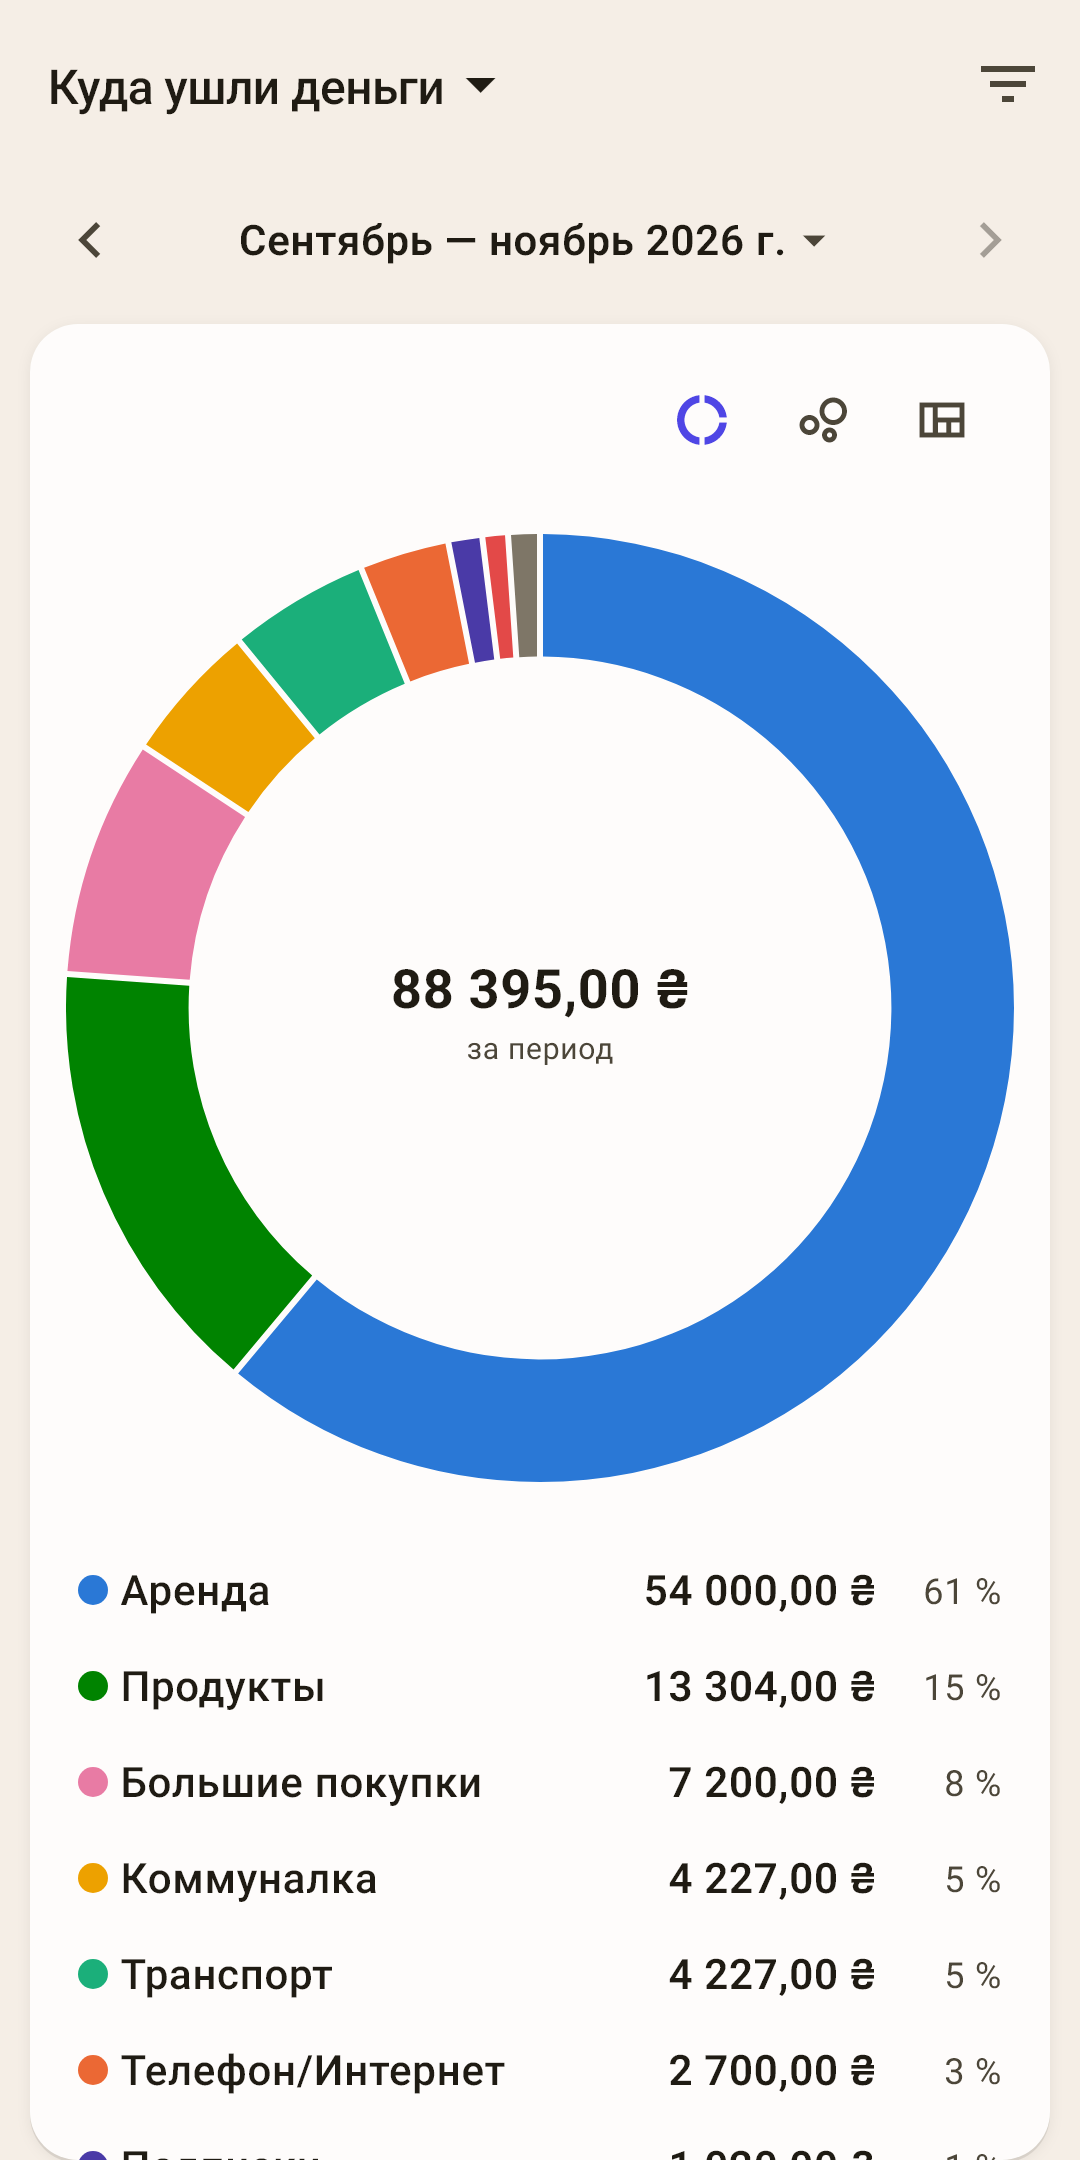 Куда ушли деньги
Сентябрь — ноябрь 2026 г.
88 395,00 ₴
за период
Аренда 54 000,00 ₴ 61 %
Продукты 13 304,00 ₴ 15 %
Большие покупки 7 200,00 ₴ 8 %
Коммуналка 4 227,00 ₴ 5 %
Транспорт 4 227,00 ₴ 5 %
Телефон/Интернет 2 700,00 ₴ 3 %